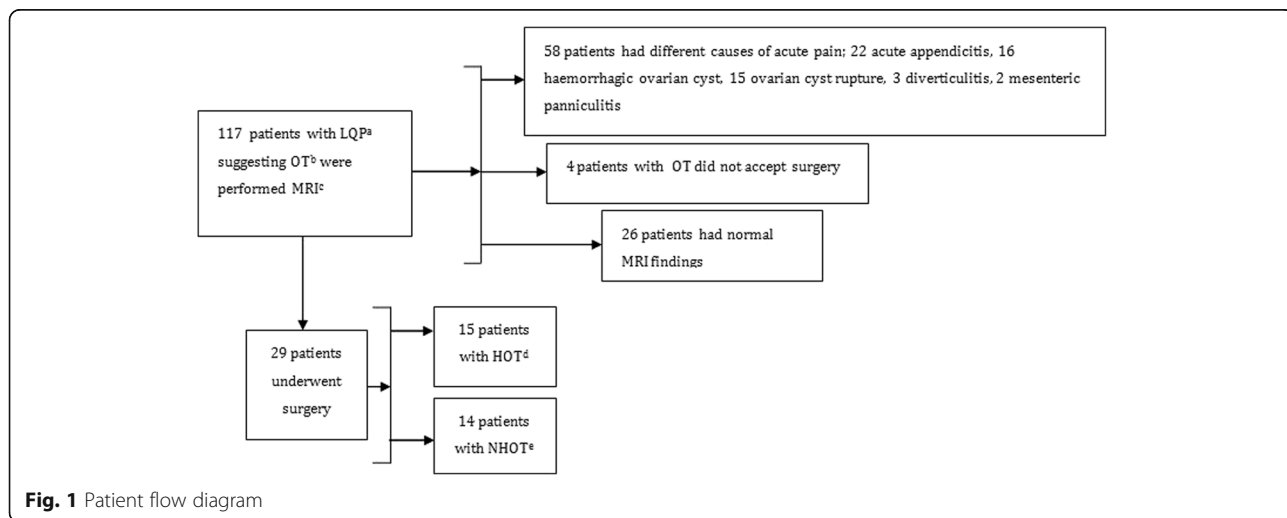 58 patients had different causes of acute pain; 22 acute appendicitis, 16
haemorrhagic ovarian cyst, 15 ovarian cyst rupture, 3 diverticulitis, 2 mesenteric
panniculitis
117 patients with LQPᵃ
suggesting OTᵇ were
performed MRIᶜ
4 patients with OT did not accept surgery
26 patients had normal
MRI findings
29 patients
underwent
surgery
15 patients
with HOTᵈ
14 patients
with NHOTᵉ
Fig. 1 Patient flow diagram